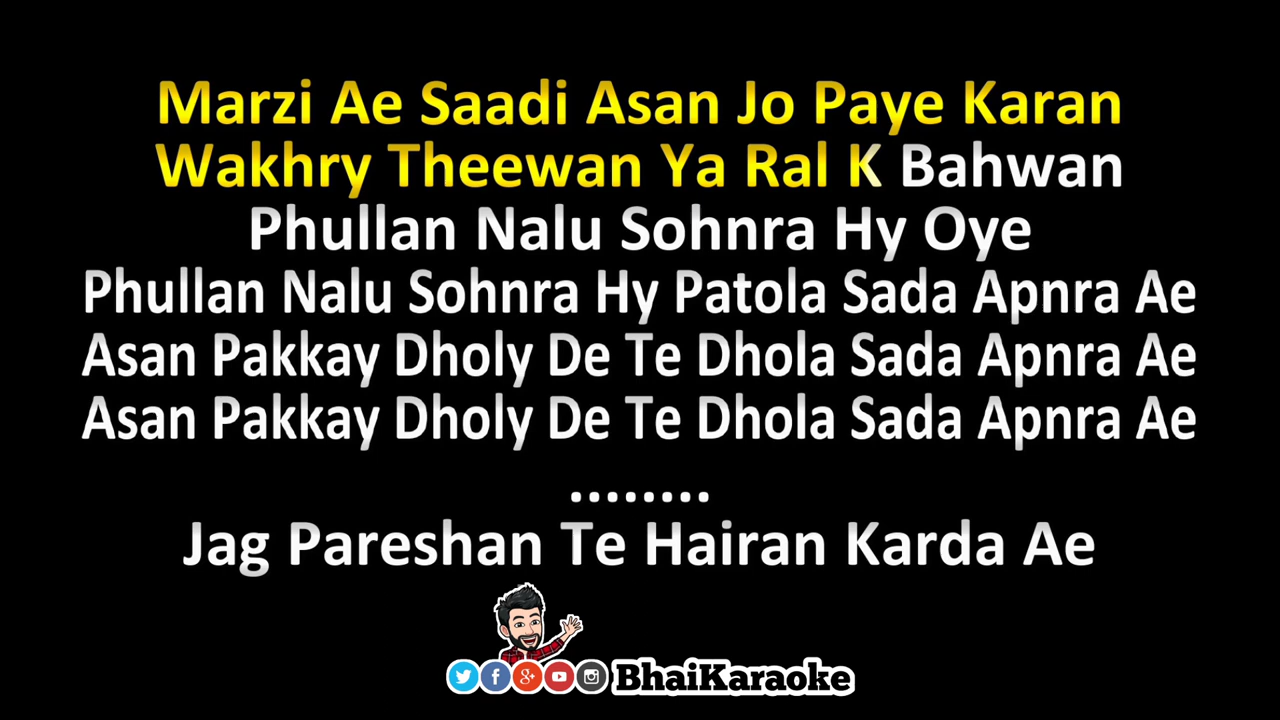 Marzi Ae Saadi Asan Jo Paye Karan
Wakhry Theewan Ya Ral K Bahwan
Phullan Nalu Sohnra Hy Oye
Phullan Nalu Sohnra Hy Patola Sada Apnra Ae
Asan Pakkay Dholy De Te Dhola Sada Apnra Ae
Asan Pakkay Dholy De Te Dhola Sada Apnra Ae
........
Jag Pareshan Te Hairan Karda Ae
BhaiKaraoke